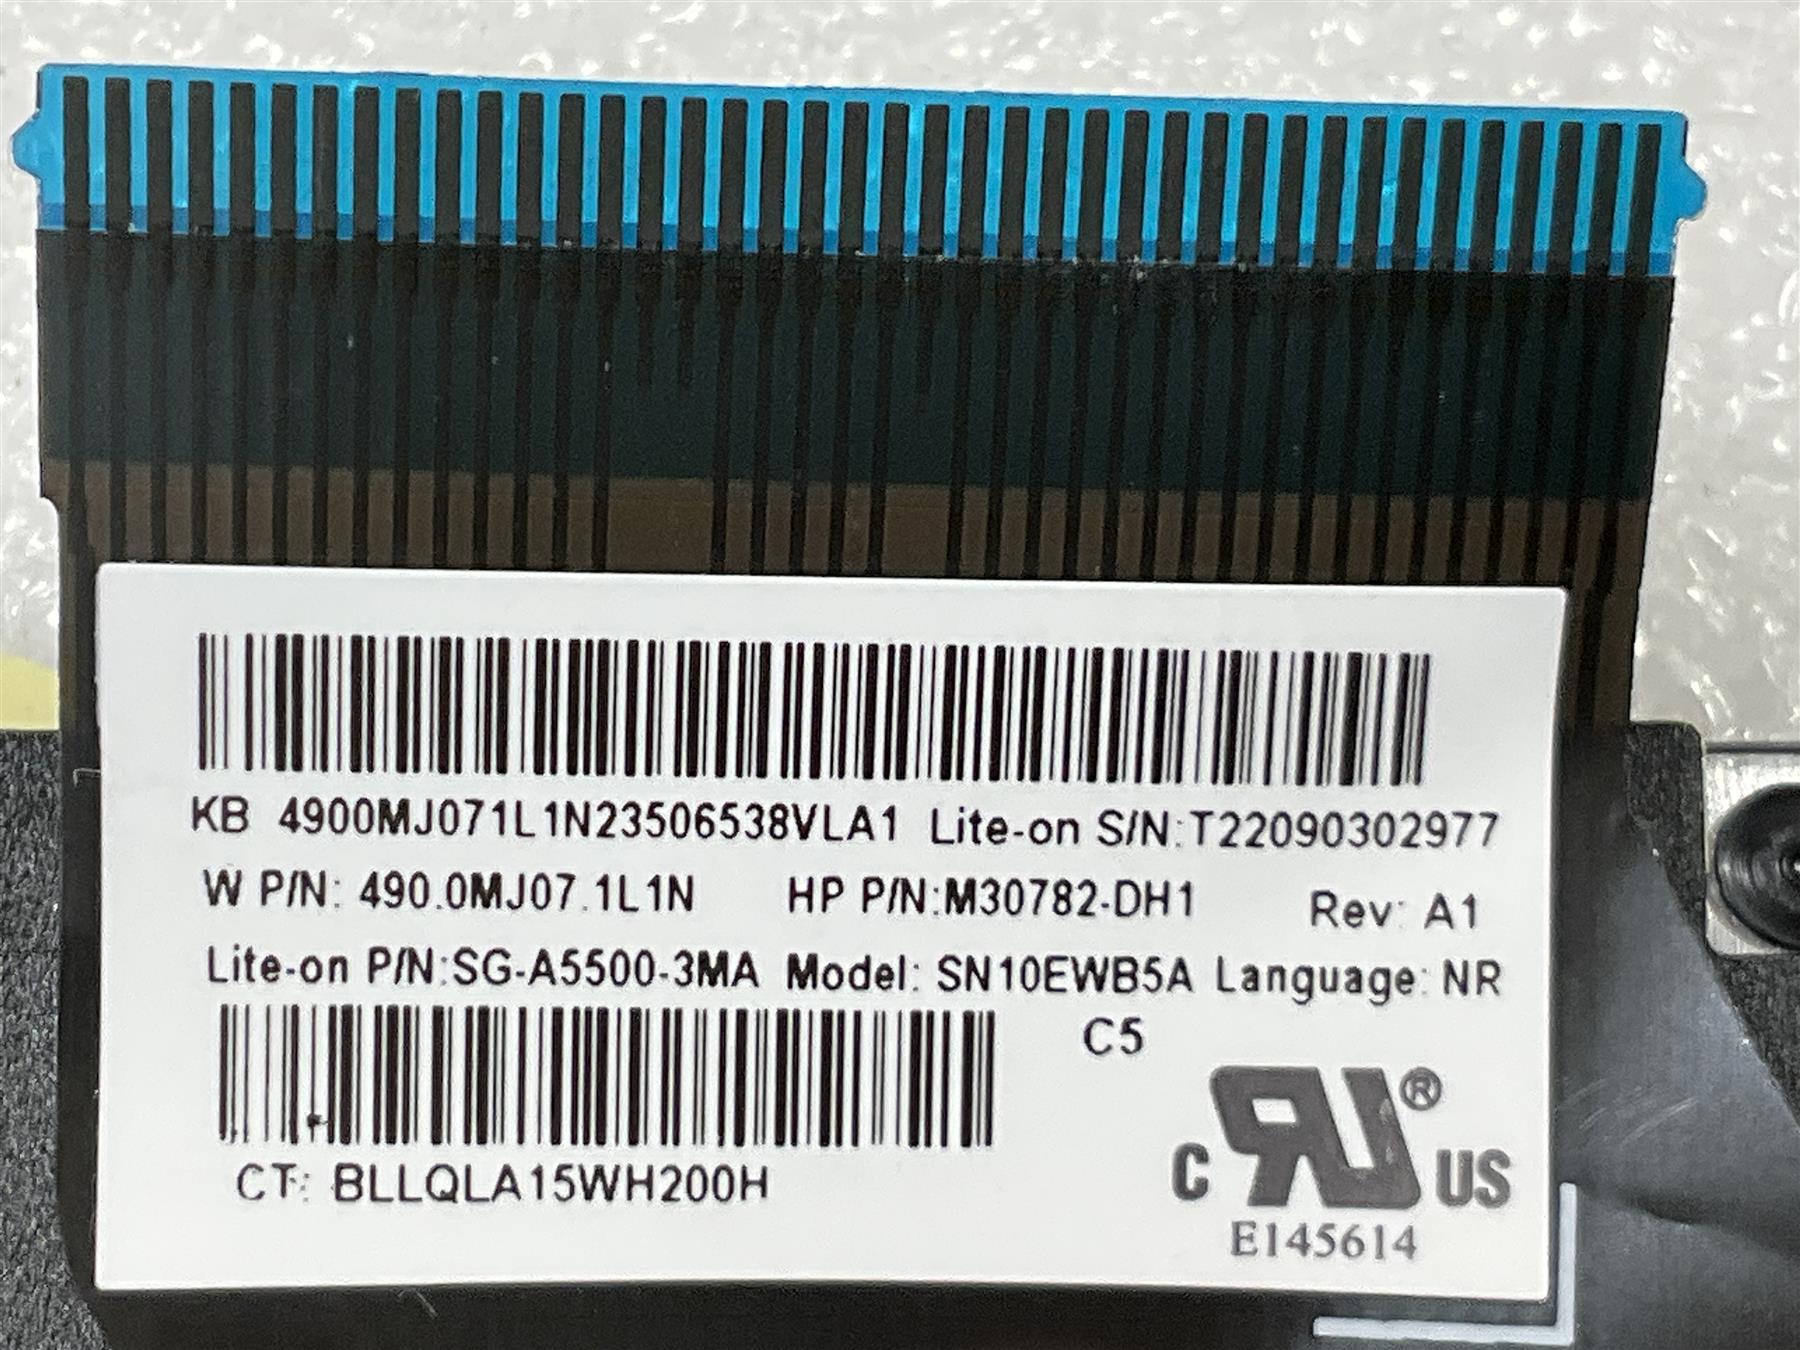 KB 4900MJ071L1N23506538VLA1 Lite-on S/N:T22090302977
W P/N: 490.0MJ07.1L1N HP P/N:M30782-DH1 Rev: A1
Lite-on P/N:SG-A5500-3MA Model: SN10EWB5A Language: NR
C5
CT: BLLQLA15WH200H
C RU® US
E145614